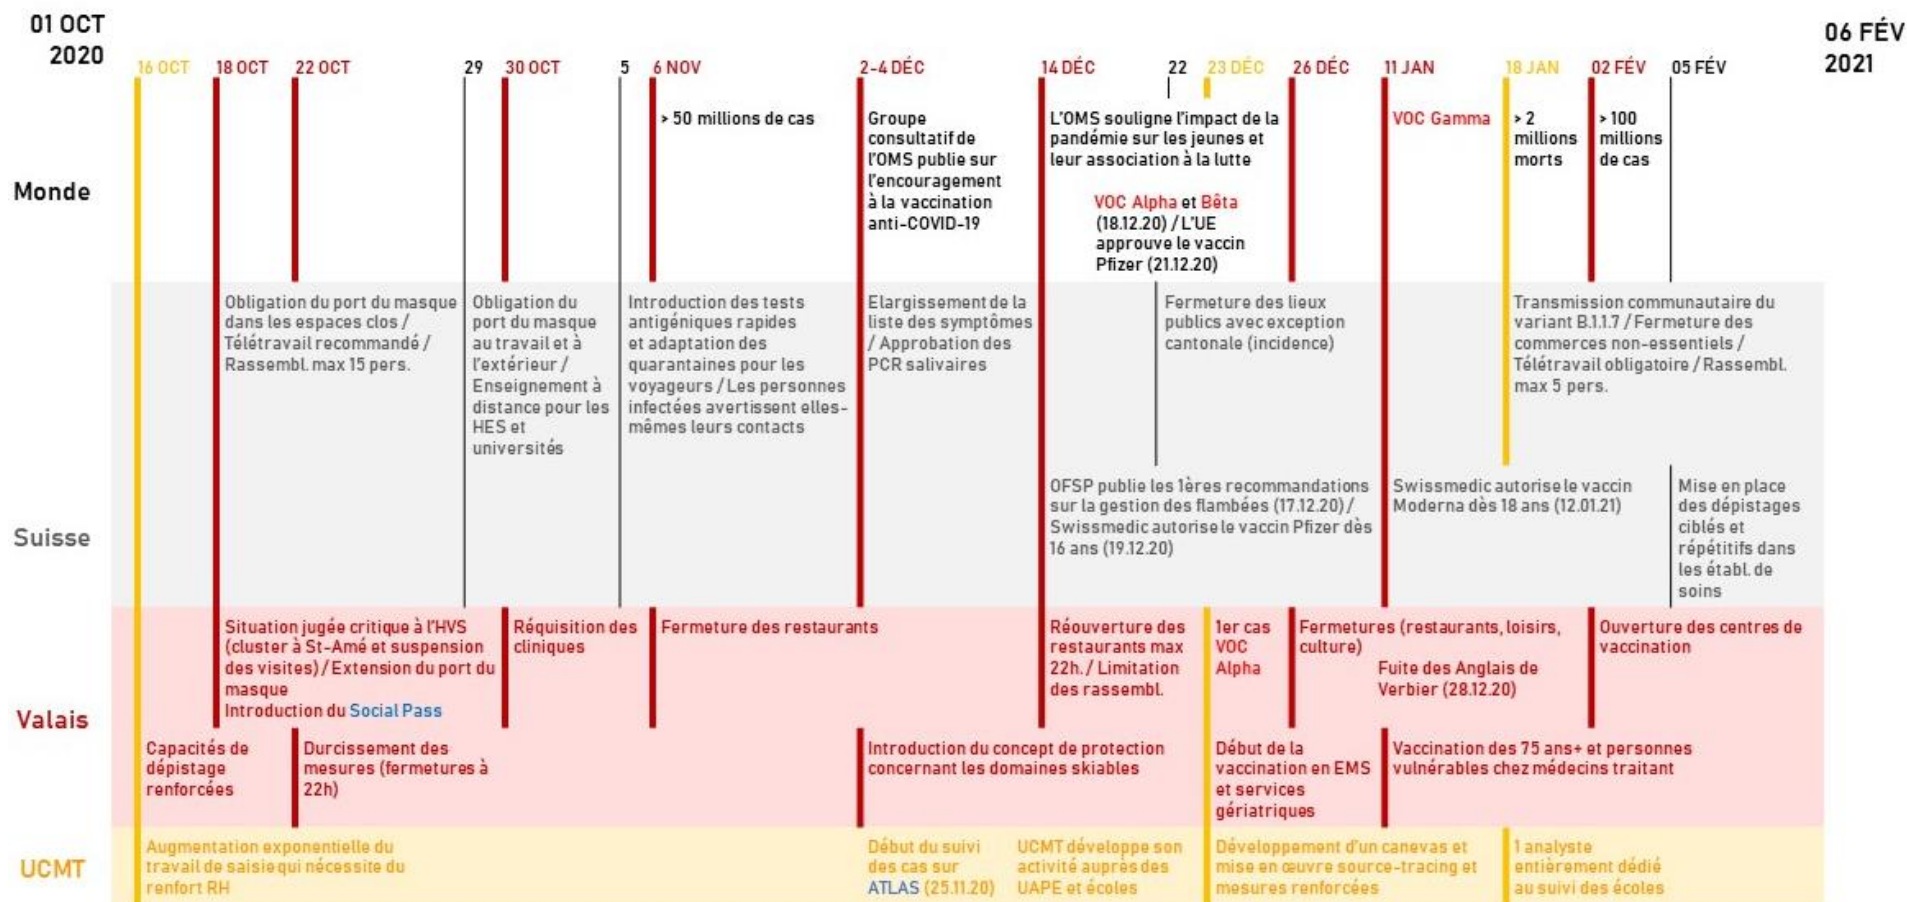 01 OCT
2020
16 OCT
18 OCT
22 OCT
29
30 OCT
5
6 NOV
2-4 DÉC
14 DÉC
22
23 DÉC
26 DÉC
11 JAN
18 JAN
02 FÉV
05 FÉV
06 FÉV
2021
Monde
> 50 millions de cas
Groupe
consultatif de
l'OMS publie sur
l'encouragement
à la vaccination
anti-COVID-19
L'OMS souligne l'impact de la
pandémie sur les jeunes et
leur association à la lutte
VOC Alpha et Bêta
(18.12.20) / L'UE
approuve le vaccin
Pfizer (21.12.20)
VOC Gamma
> 2
millions
morts
> 100
millions
de cas
Suisse
Obligation du port du masque
dans les espaces clos /
Télétravail recommandé /
Rassembl. max 15 pers.
Obligation du
port du masque
au travail et à
l'extérieur /
Enseignement à
distance pour les
HES et
universités
Introduction des tests
antigéniques rapides
et adaptation des
quarantaines pour les
voyageurs / Les personnes
infectées avertissent elles-
mêmes leurs contacts
Elargissement de la
liste des symptômes
/ Approbation des
PCR salivaires
Fermeture des lieux
publics avec exception
cantonale (incidence)
Transmission communautaire du
variant B.1.1.7 / Fermeture des
commerces non-essentiels /
Télétravail obligatoire / Rassembl.
max 5 pers.
OFSP publie les 1ères recommandations
sur la gestion des flambées (17.12.20) /
Swissmedic autorise le vaccin Pfizer dès
16 ans (19.12.20)
Swissmedic autorise le vaccin
Moderna dès 18 ans (12.01.21)
Mise en place
des dépistages
ciblés et
répétitifs dans
les établ. de
soins
Valais
Situation jugée critique à l'HVS
(cluster à St-Amé et suspension
des visites) / Extension du port du
masque
Introduction du Social Pass
Réquisition des
cliniques
Fermeture des restaurants
Réouverture des
restaurants max
22h. / Limitation
des rassembl.
1er cas
VOC
Alpha
Fermetures (restaurants, loisirs,
culture)
Fuite des Anglais de
Verbier (28.12.20)
Ouverture des centres de
vaccination
Capacités de
dépistage
renforcées
Durcissement des
mesures (fermetures à
22h)
Introduction du concept de protection
concernant les domaines skiables
Début de la
vaccination en EMS
et services
gériatriques
Vaccination des 75 ans+ et personnes
vulnérables chez médecins traitant
UCMT
Augmentation exponentielle du
travail de saisie qui nécessite du
renfort RH
Début du suivi
des cas sur
ATLAS (25.11.20)
UCMT développe son
activité auprès des
UAPE et écoles
Développement d'un canevas et
mise en œuvre source-tracing et
mesures renforcées
1 analyste
entièrement dédié
au suivi des écoles